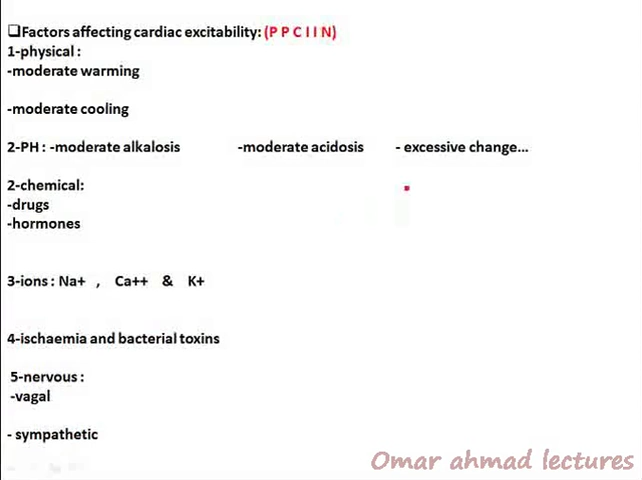 ❑Factors affecting cardiac excitability: (P P C I I N)
1-physical :
-moderate warming
-moderate cooling
2-PH : -moderate alkalosis -moderate acidosis - excessive change...
2-chemical:
-drugs
-hormones
3-ions : Na+ , Ca++ & K+
4-ischaemia and bacterial toxins
5-nervous :
-vagal
- sympathetic
Omar ahmad lectures